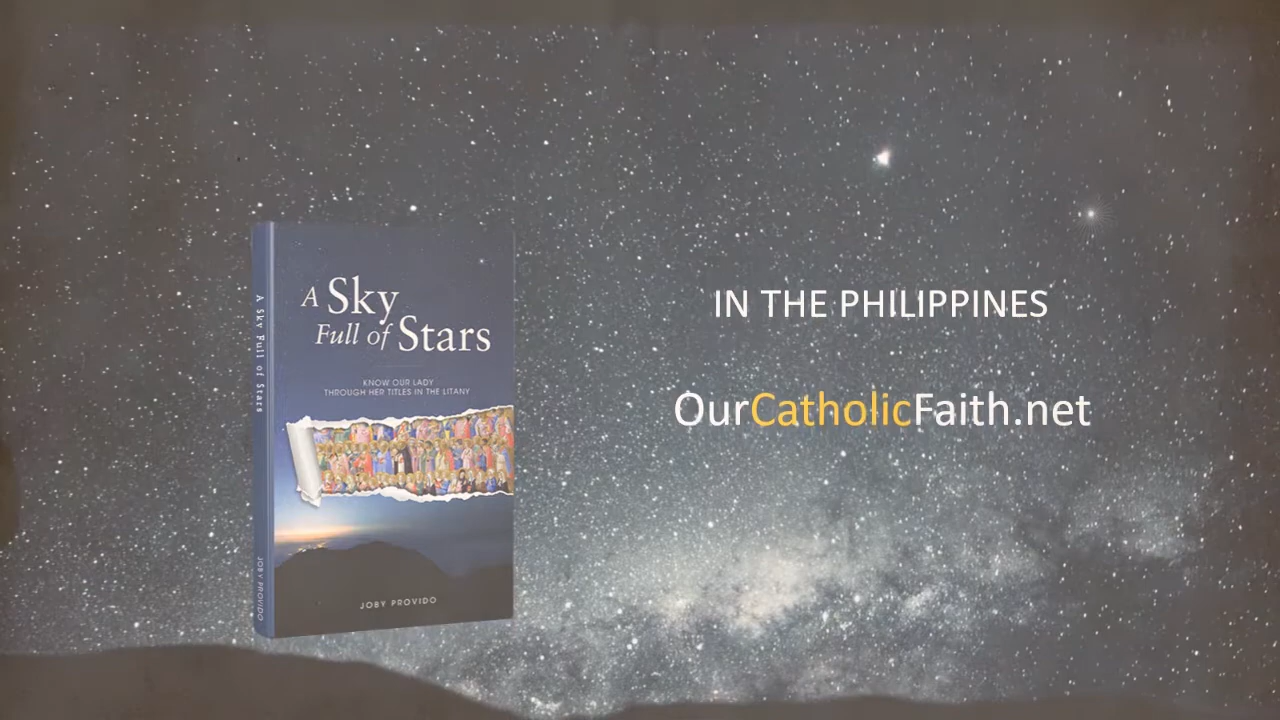 A Sky
Full of Stars
KNOW OUR LADY
THROUGH HER TITLES IN THE LITANY
JOBY PROVIDO
A Sky Full of Stars
JOBY PROVIDO
IN THE PHILIPPINES
OurCatholicFaith.net